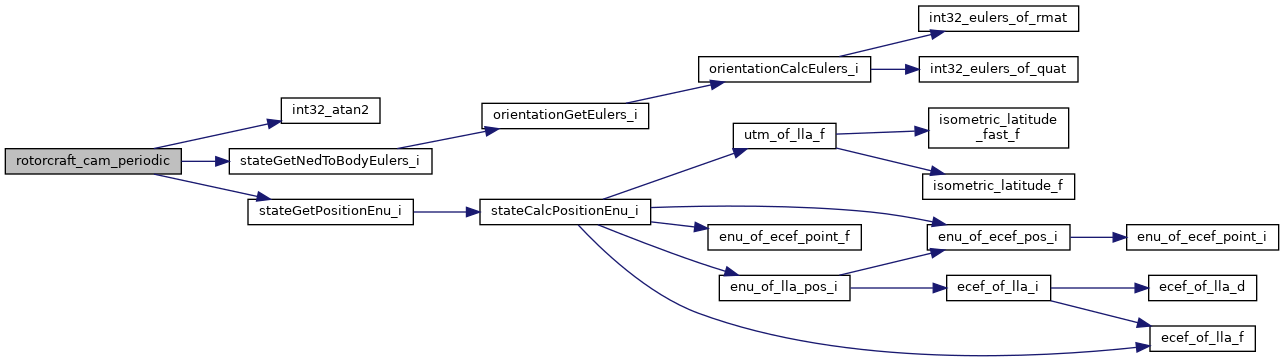 rotorcraft_cam_periodic
int32_atan2
stateGetNedToBodyEulers_i
stateGetPositionEnu_i
orientationGetEulers_i
stateCalcPositionEnu_i
orientationCalcEulers_i
utm_of_lla_f
enu_of_ecef_point_f
enu_of_lla_pos_i
int32_eulers_of_rmat
int32_eulers_of_quat
isometric_latitude
_fast_f
isometric_latitude_f
enu_of_ecef_pos_i
ecef_of_lla_i
enu_of_ecef_point_i
ecef_of_lla_d
ecef_of_lla_f